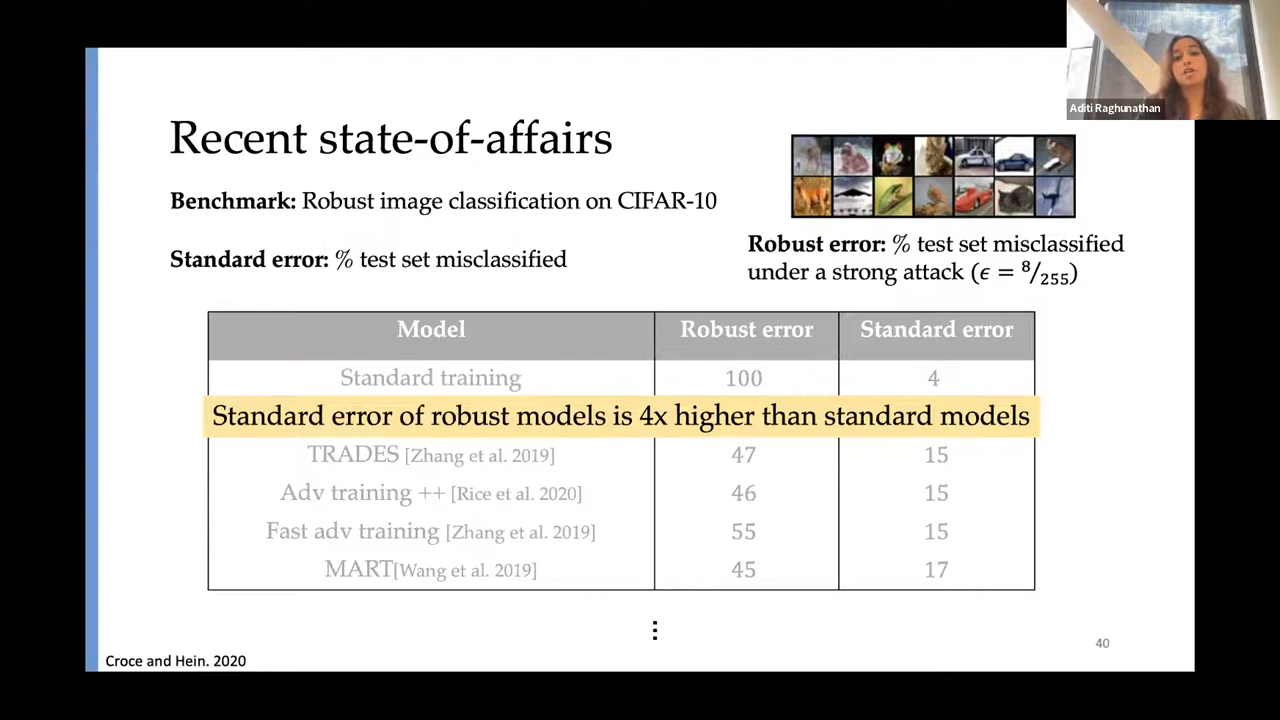 Aditi Raghunathan
Recent state-of-affairs
Benchmark: Robust image classification on CIFAR-10
Standard error: % test set misclassified
Robust error: % test set misclassified
under a strong attack (ϵ = 8/255)
Model Robust error Standard error
Standard training 100 4
Standard error of robust models is 4x higher than standard models
TRADES [Zhang et al. 2019] 47 15
Adv training ++ [Rice et al. 2020] 46 15
Fast adv training [Zhang et al. 2019] 55 15
MART[Wang et al. 2019] 45 17
⋮
40
Croce and Hein. 2020